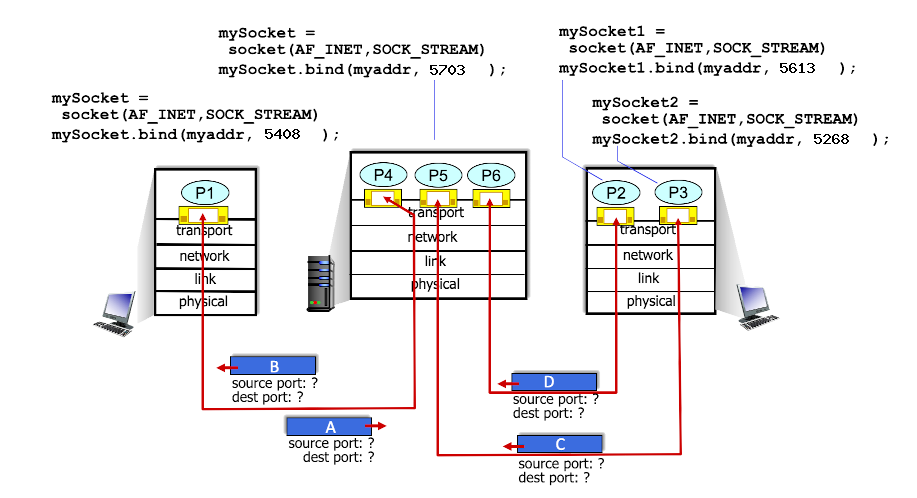 mySocket =
socket(AF_INET,SOCK_STREAM)
mySocket.bind(myaddr, 5703 );
mySocket1 =
socket(AF_INET,SOCK_STREAM)
mySocket1.bind(myaddr, 5613 );
mySocket =
socket(AF_INET,SOCK_STREAM)
mySocket.bind(myaddr, 5408 );
mySocket2 =
socket(AF_INET,SOCK_STREAM)
mySocket2.bind(myaddr, 5268 );
P1
transport
network
link
physical
P4 P5 P6
transport
network
link
physical
P2 P3
transport
network
link
physical
B
source port: ?
dest port: ?
A
source port: ?
dest port: ?
D
source port: ?
dest port: ?
C
source port: ?
dest port: ?